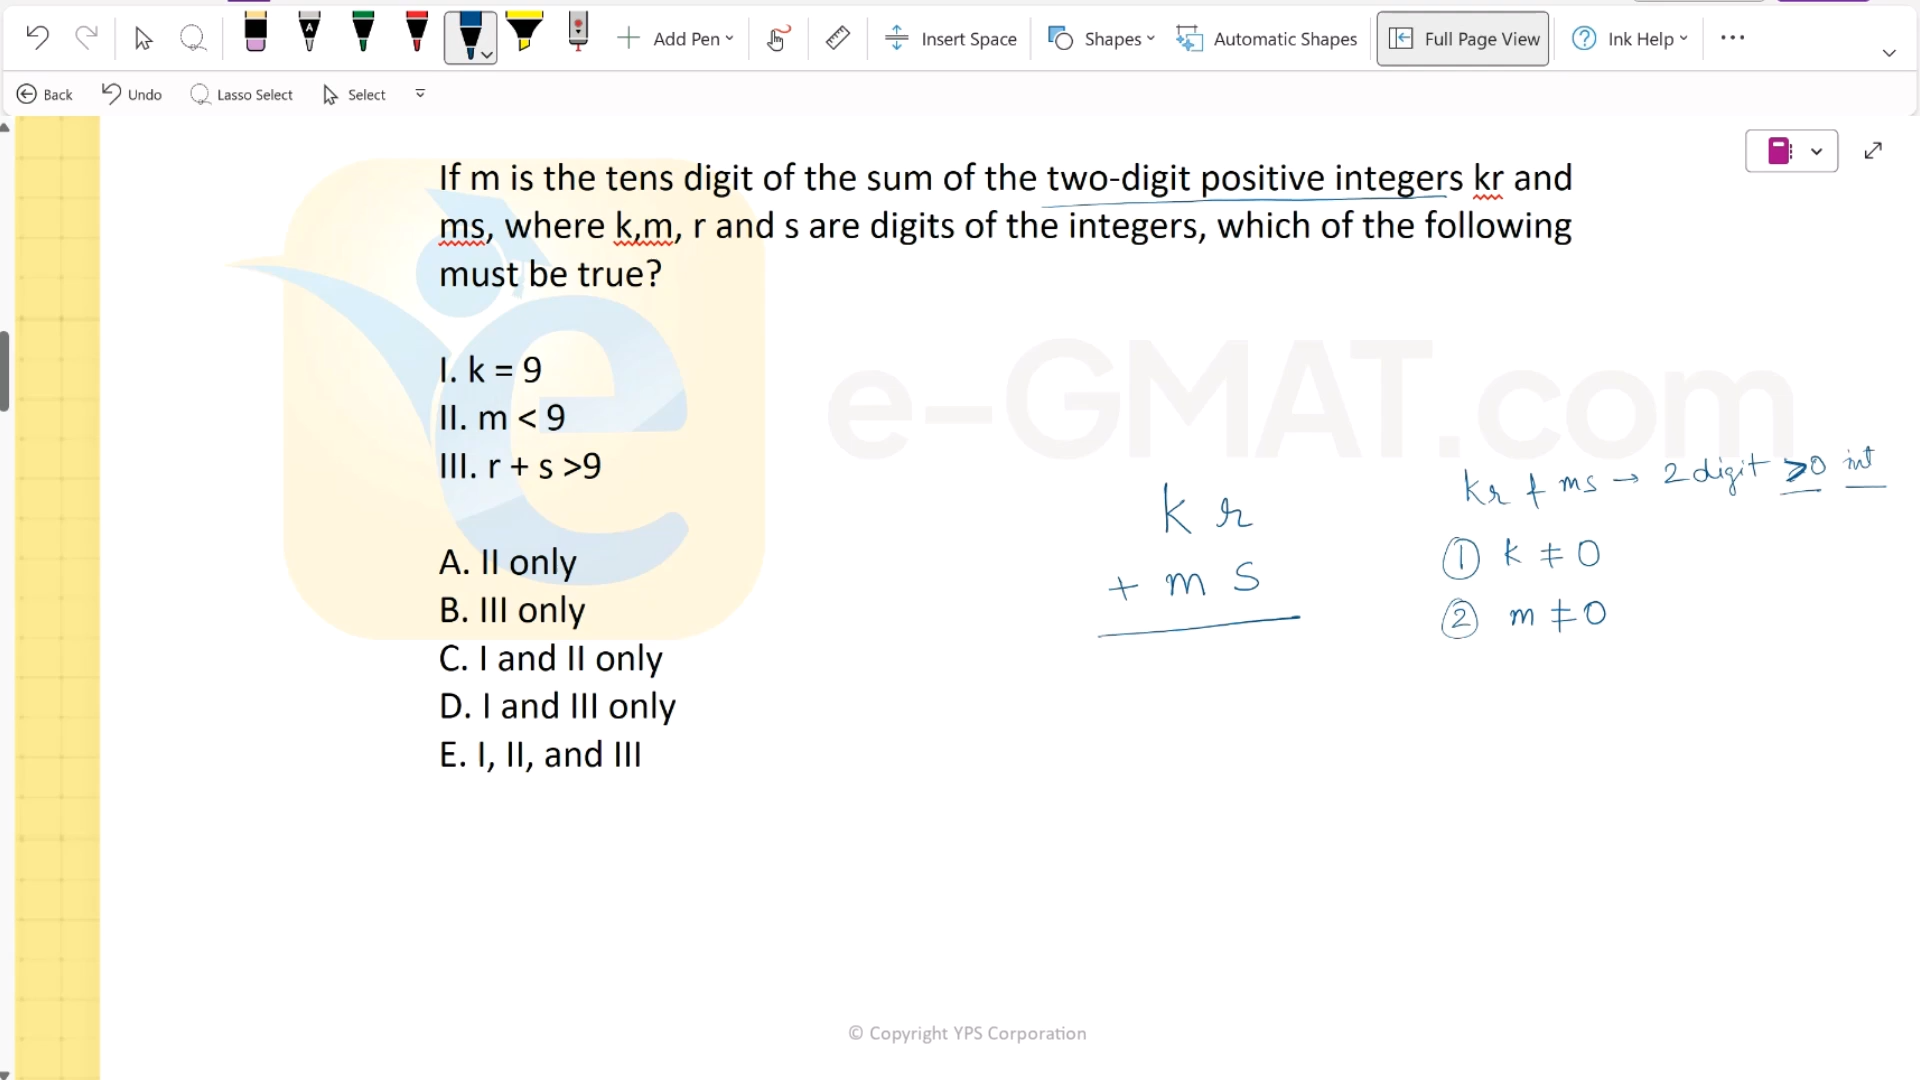 Add Pen
Insert Space
Shapes
Automatic Shapes
Full Page View
Ink Help
Back
Undo
Lasso Select
Select
If m is the tens digit of the sum of the two-digit positive integers kr and
ms, where k,m, r and s are digits of the integers, which of the following
must be true?
I. k = 9
II. m < 9
III. r + s >9
A. II only
B. III only
C. I and II only
D. I and III only
E. I, II, and III
e-GMAT.com
k r
+ m s
kr + ms → 2 digit >0 int
① k ≠ 0
② m ≠ 0
© Copyright YPS Corporation